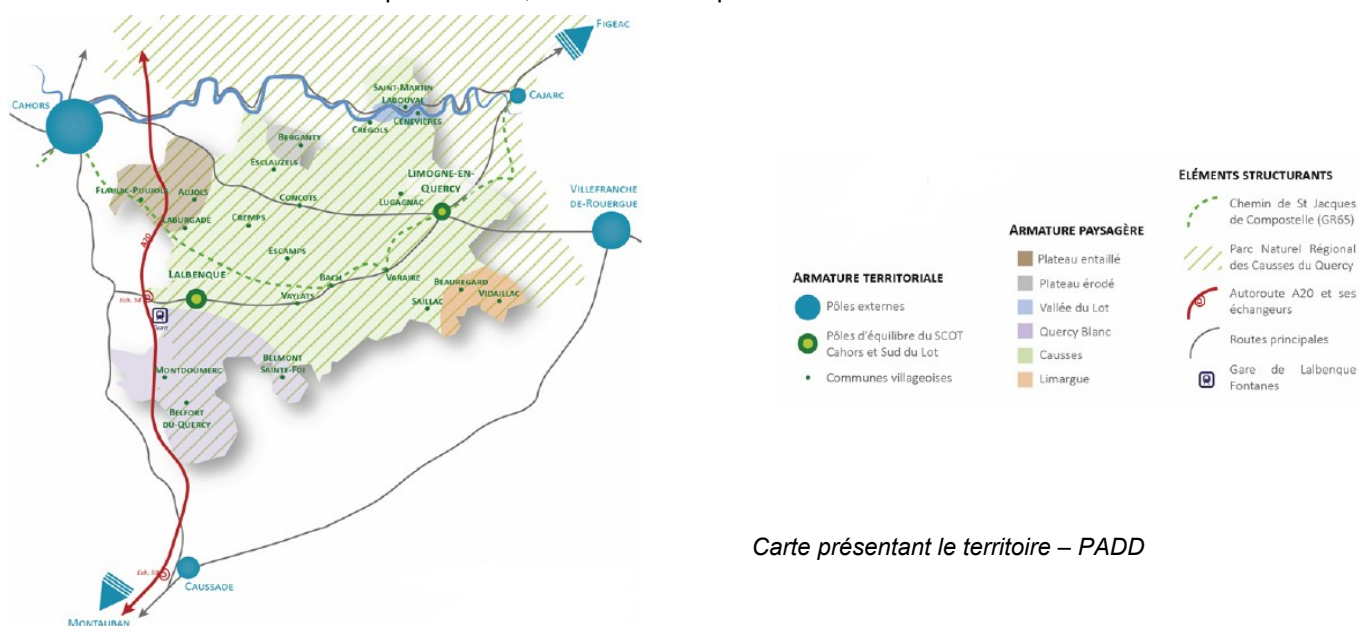 FIGEAC
CAHORS
SAINT-MARTIN
LABOUVAL
CAJARC
CÉNEVIÈRES
CRÉGOLS
BERGANTY
ESCLAUZELS
LIMOGNE-EN-
QUERCY
VILLEFRANCHE
DE-ROUERGUE
FLAUJAC-POUJOLS
AUJOLS
CONCOTS
LUGAGNAC
LABURGADE
CREMPS
A20
ESCAMPS
LALBENQUE
BACH
VARAIRE
BEAUREGARD
VIDAILLAC
SAILLAC
VAYLATS
Ech. 58
Gare
MONTDOUMERC
BELMONT
SAINTE-FOI
BELFORT
DU-QUERCY
Ech. 59
CAUSSADE
MONTAUBAN
ARMATURE TERRITORIALE
Pôles externes
Pôles d'équilibre du SCOT
Cahors et Sud du Lot
Communes villageoises
ARMATURE PAYSAGÈRE
Plateau entaillé
Plateau érodé
Vallée du Lot
Quercy Blanc
Causses
Limargue
ELÉMENTS STRUCTURANTS
Chemin de St Jacques
de Compostelle (GR65)
Parc Naturel Régional
des Causses du Quercy
Autoroute A20 et ses
échangeurs
Routes principales
Gare de Lalbenque
Fontanes
Carte présentant le territoire – PADD